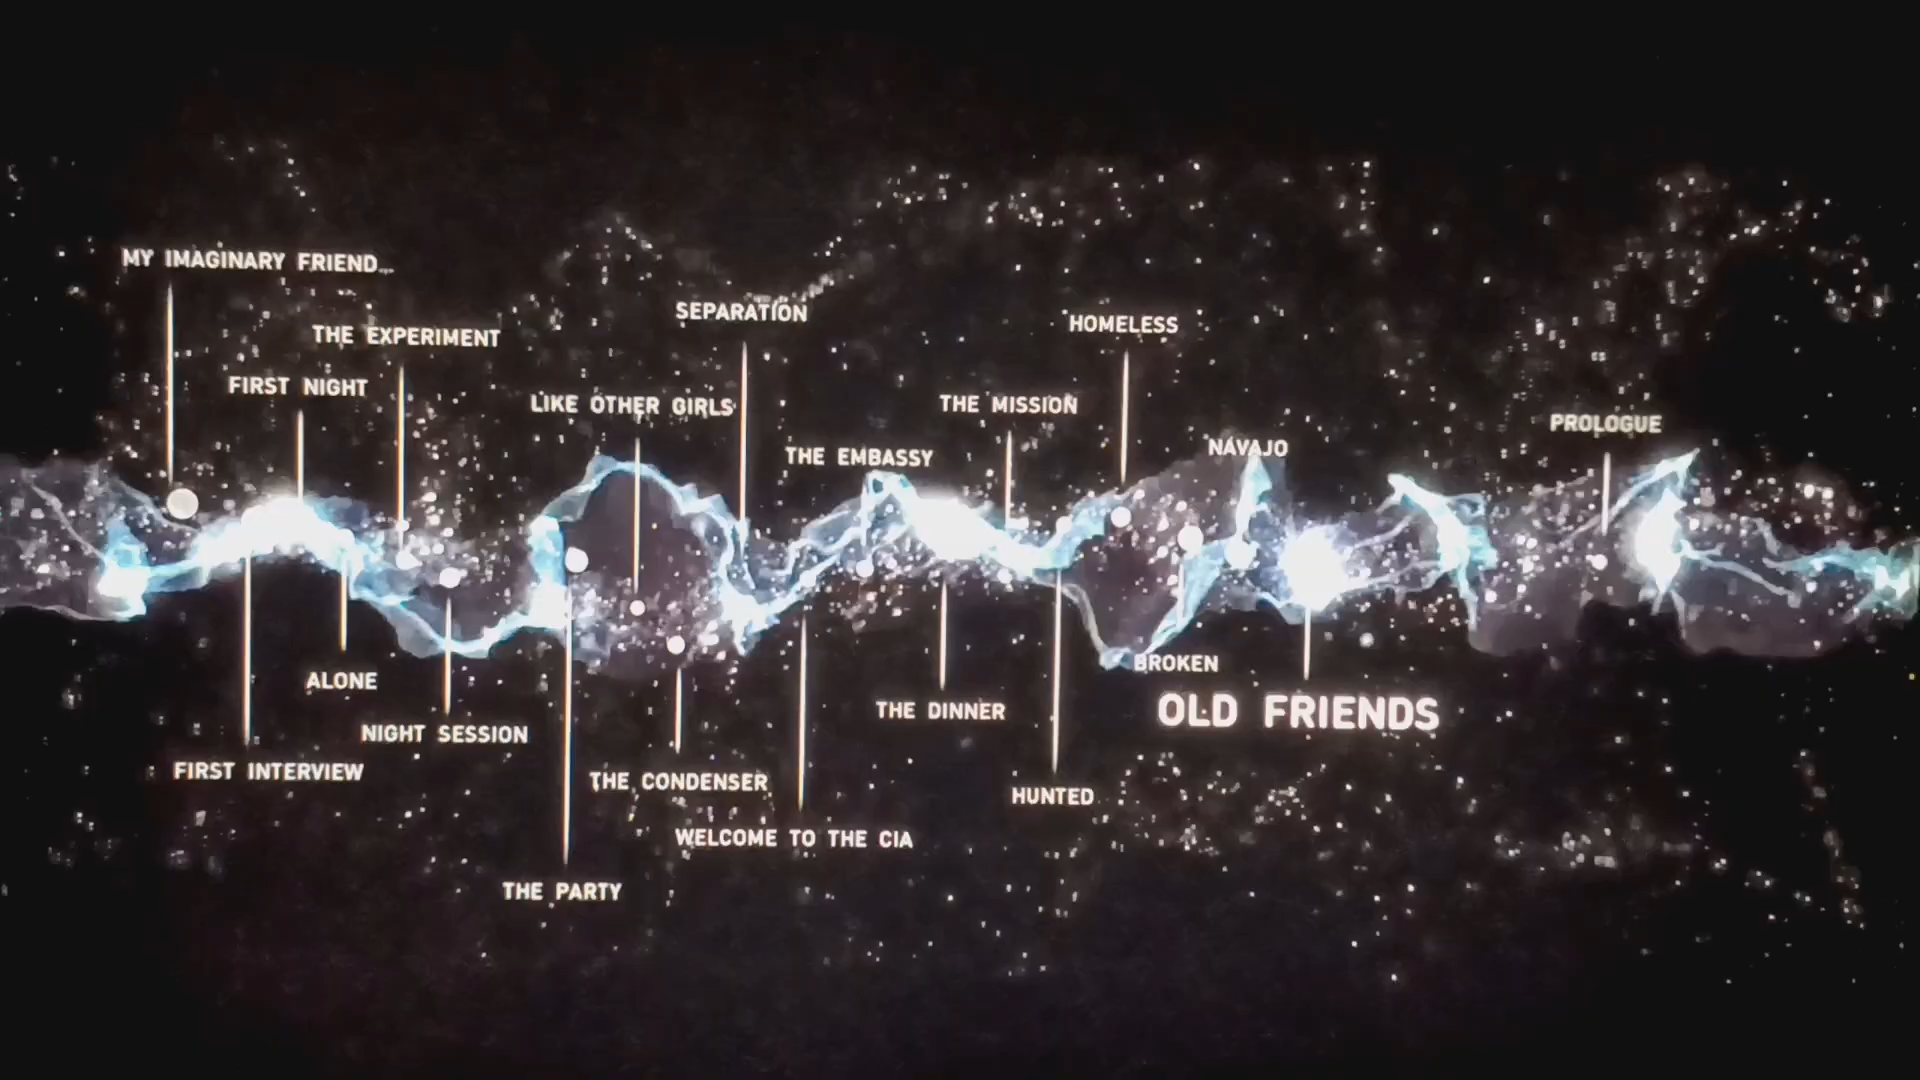 MY IMAGINARY FRIEND...
SEPARATION
HOMELESS
THE EXPERIMENT
FIRST NIGHT
LIKE OTHER GIRLS
THE MISSION
PROLOGUE
NAVAJO
THE EMBASSY
BROKEN
ALONE
THE DINNER
OLD FRIENDS
NIGHT SESSION
FIRST INTERVIEW
THE CONDENSER
HUNTED
WELCOME TO THE CIA
THE PARTY